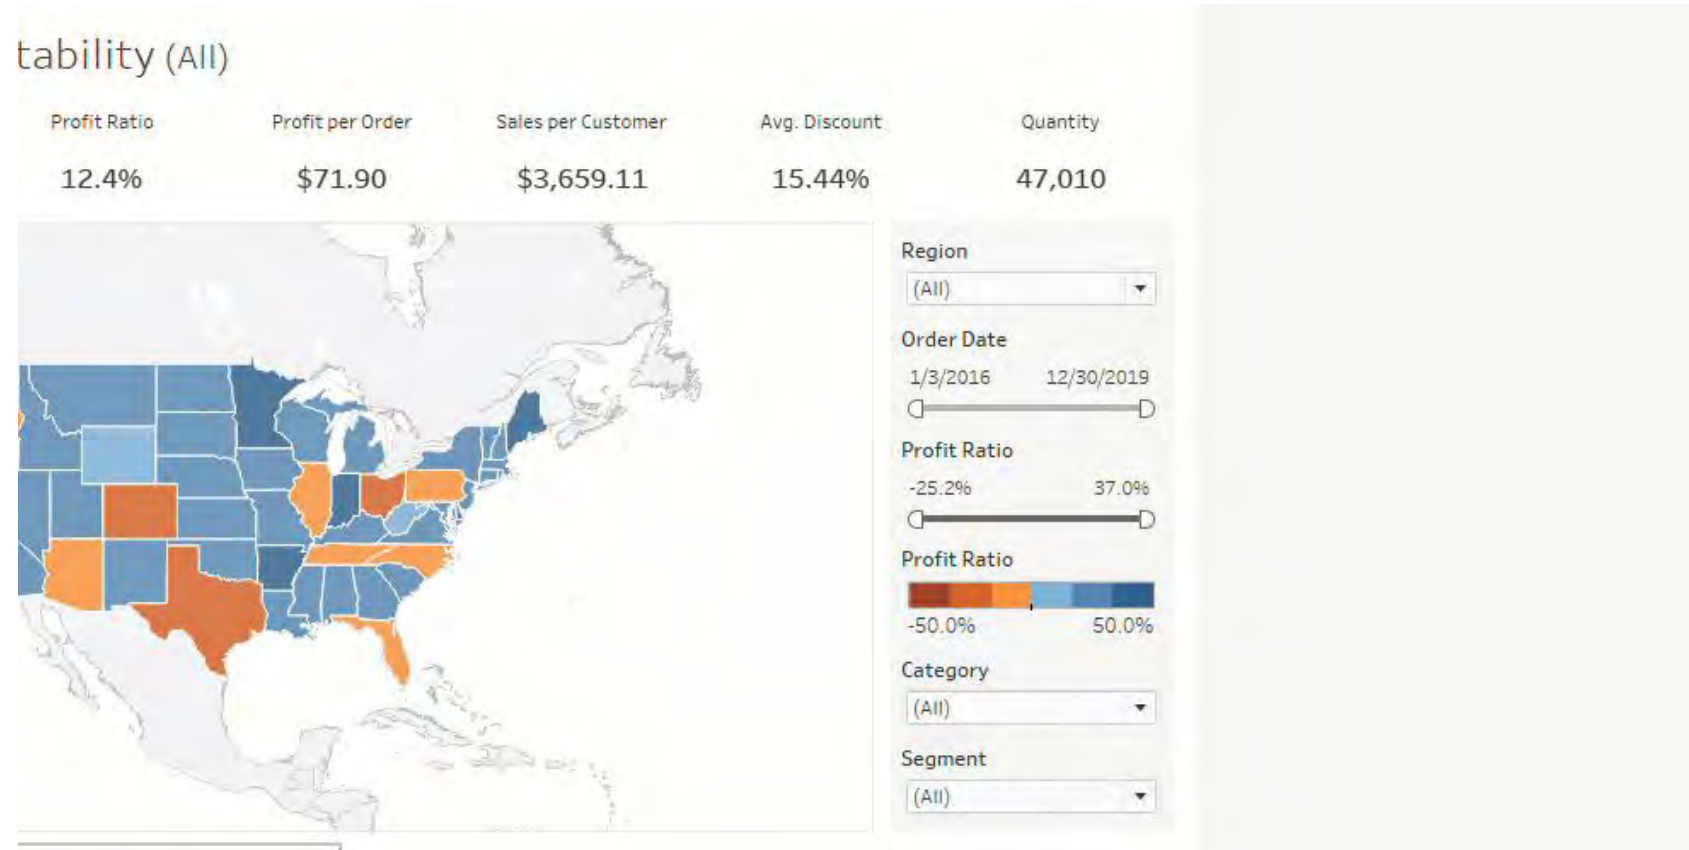 tability (All)
Profit Ratio Profit per Order Sales per Customer Avg. Discount Quantity
12.4% $71.90 $3,659.11 15.44% 47,010
Region
(All)
Order Date
1/3/2016 12/30/2019
Profit Ratio
-25.2% 37.0%
Profit Ratio
-50.0% 50.0%
Category
(All)
Segment
(All)